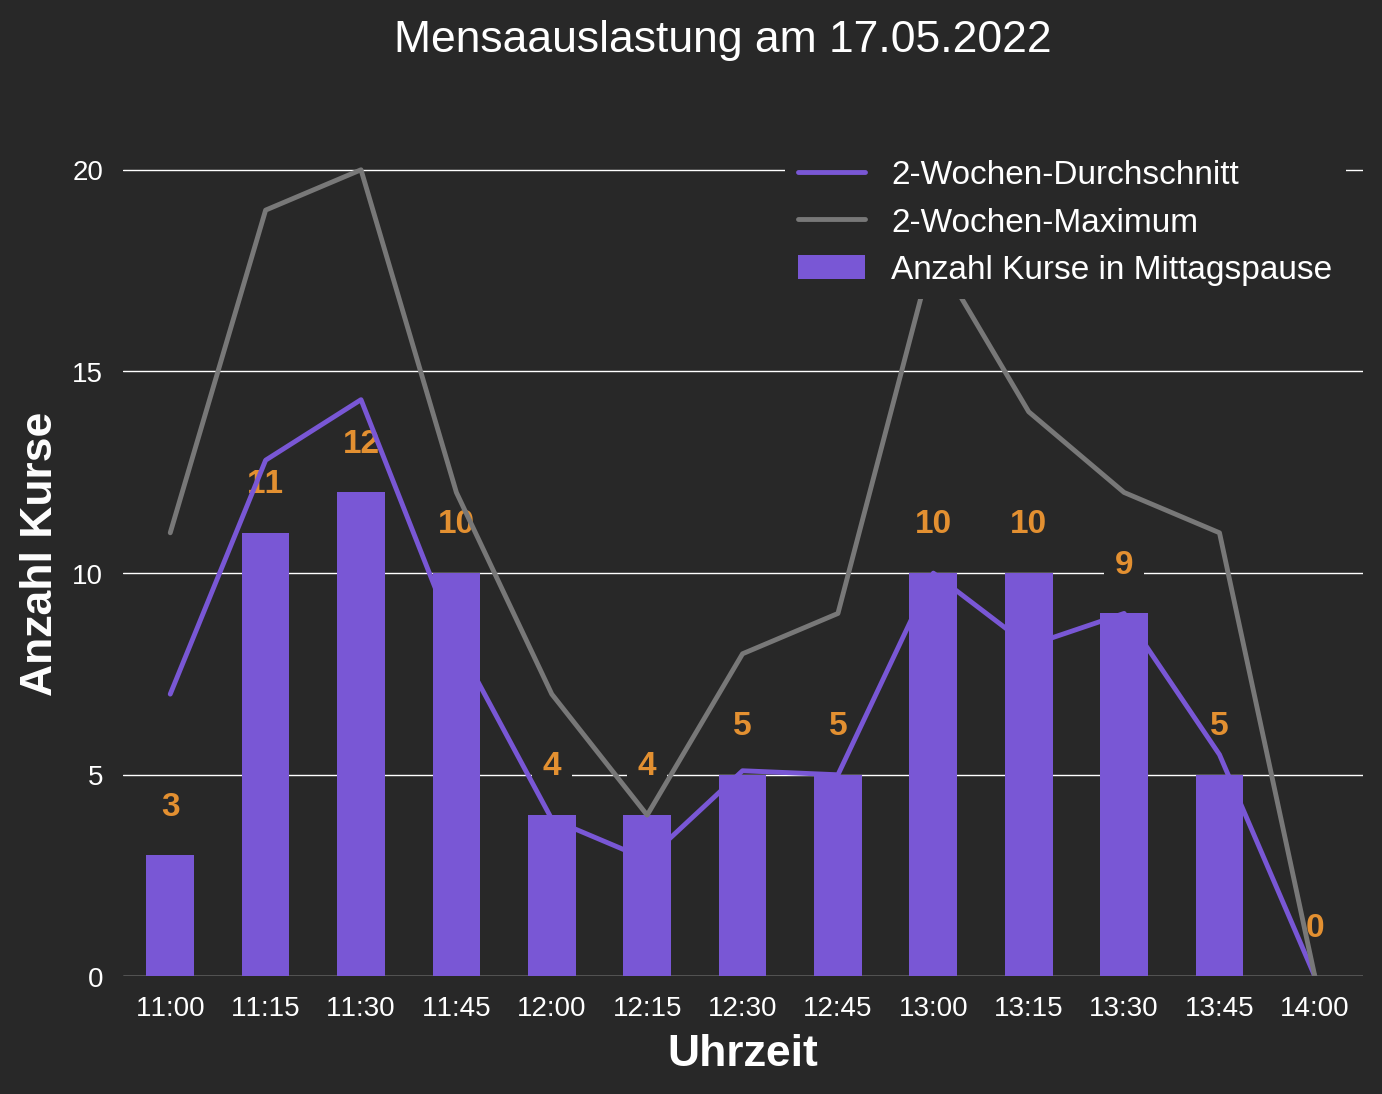 Mensaauslastung am 17.05.2022
2-Wochen-Durchschnitt
2-Wochen-Maximum
Anzahl Kurse in Mittagspause
Anzahl Kurse
20
15
10
5
0
3
11
12
10
4
4
5
5
10
10
9
5
0
11:00 11:15 11:30 11:45 12:00 12:15 12:30 12:45 13:00 13:15 13:30 13:45 14:00
Uhrzeit